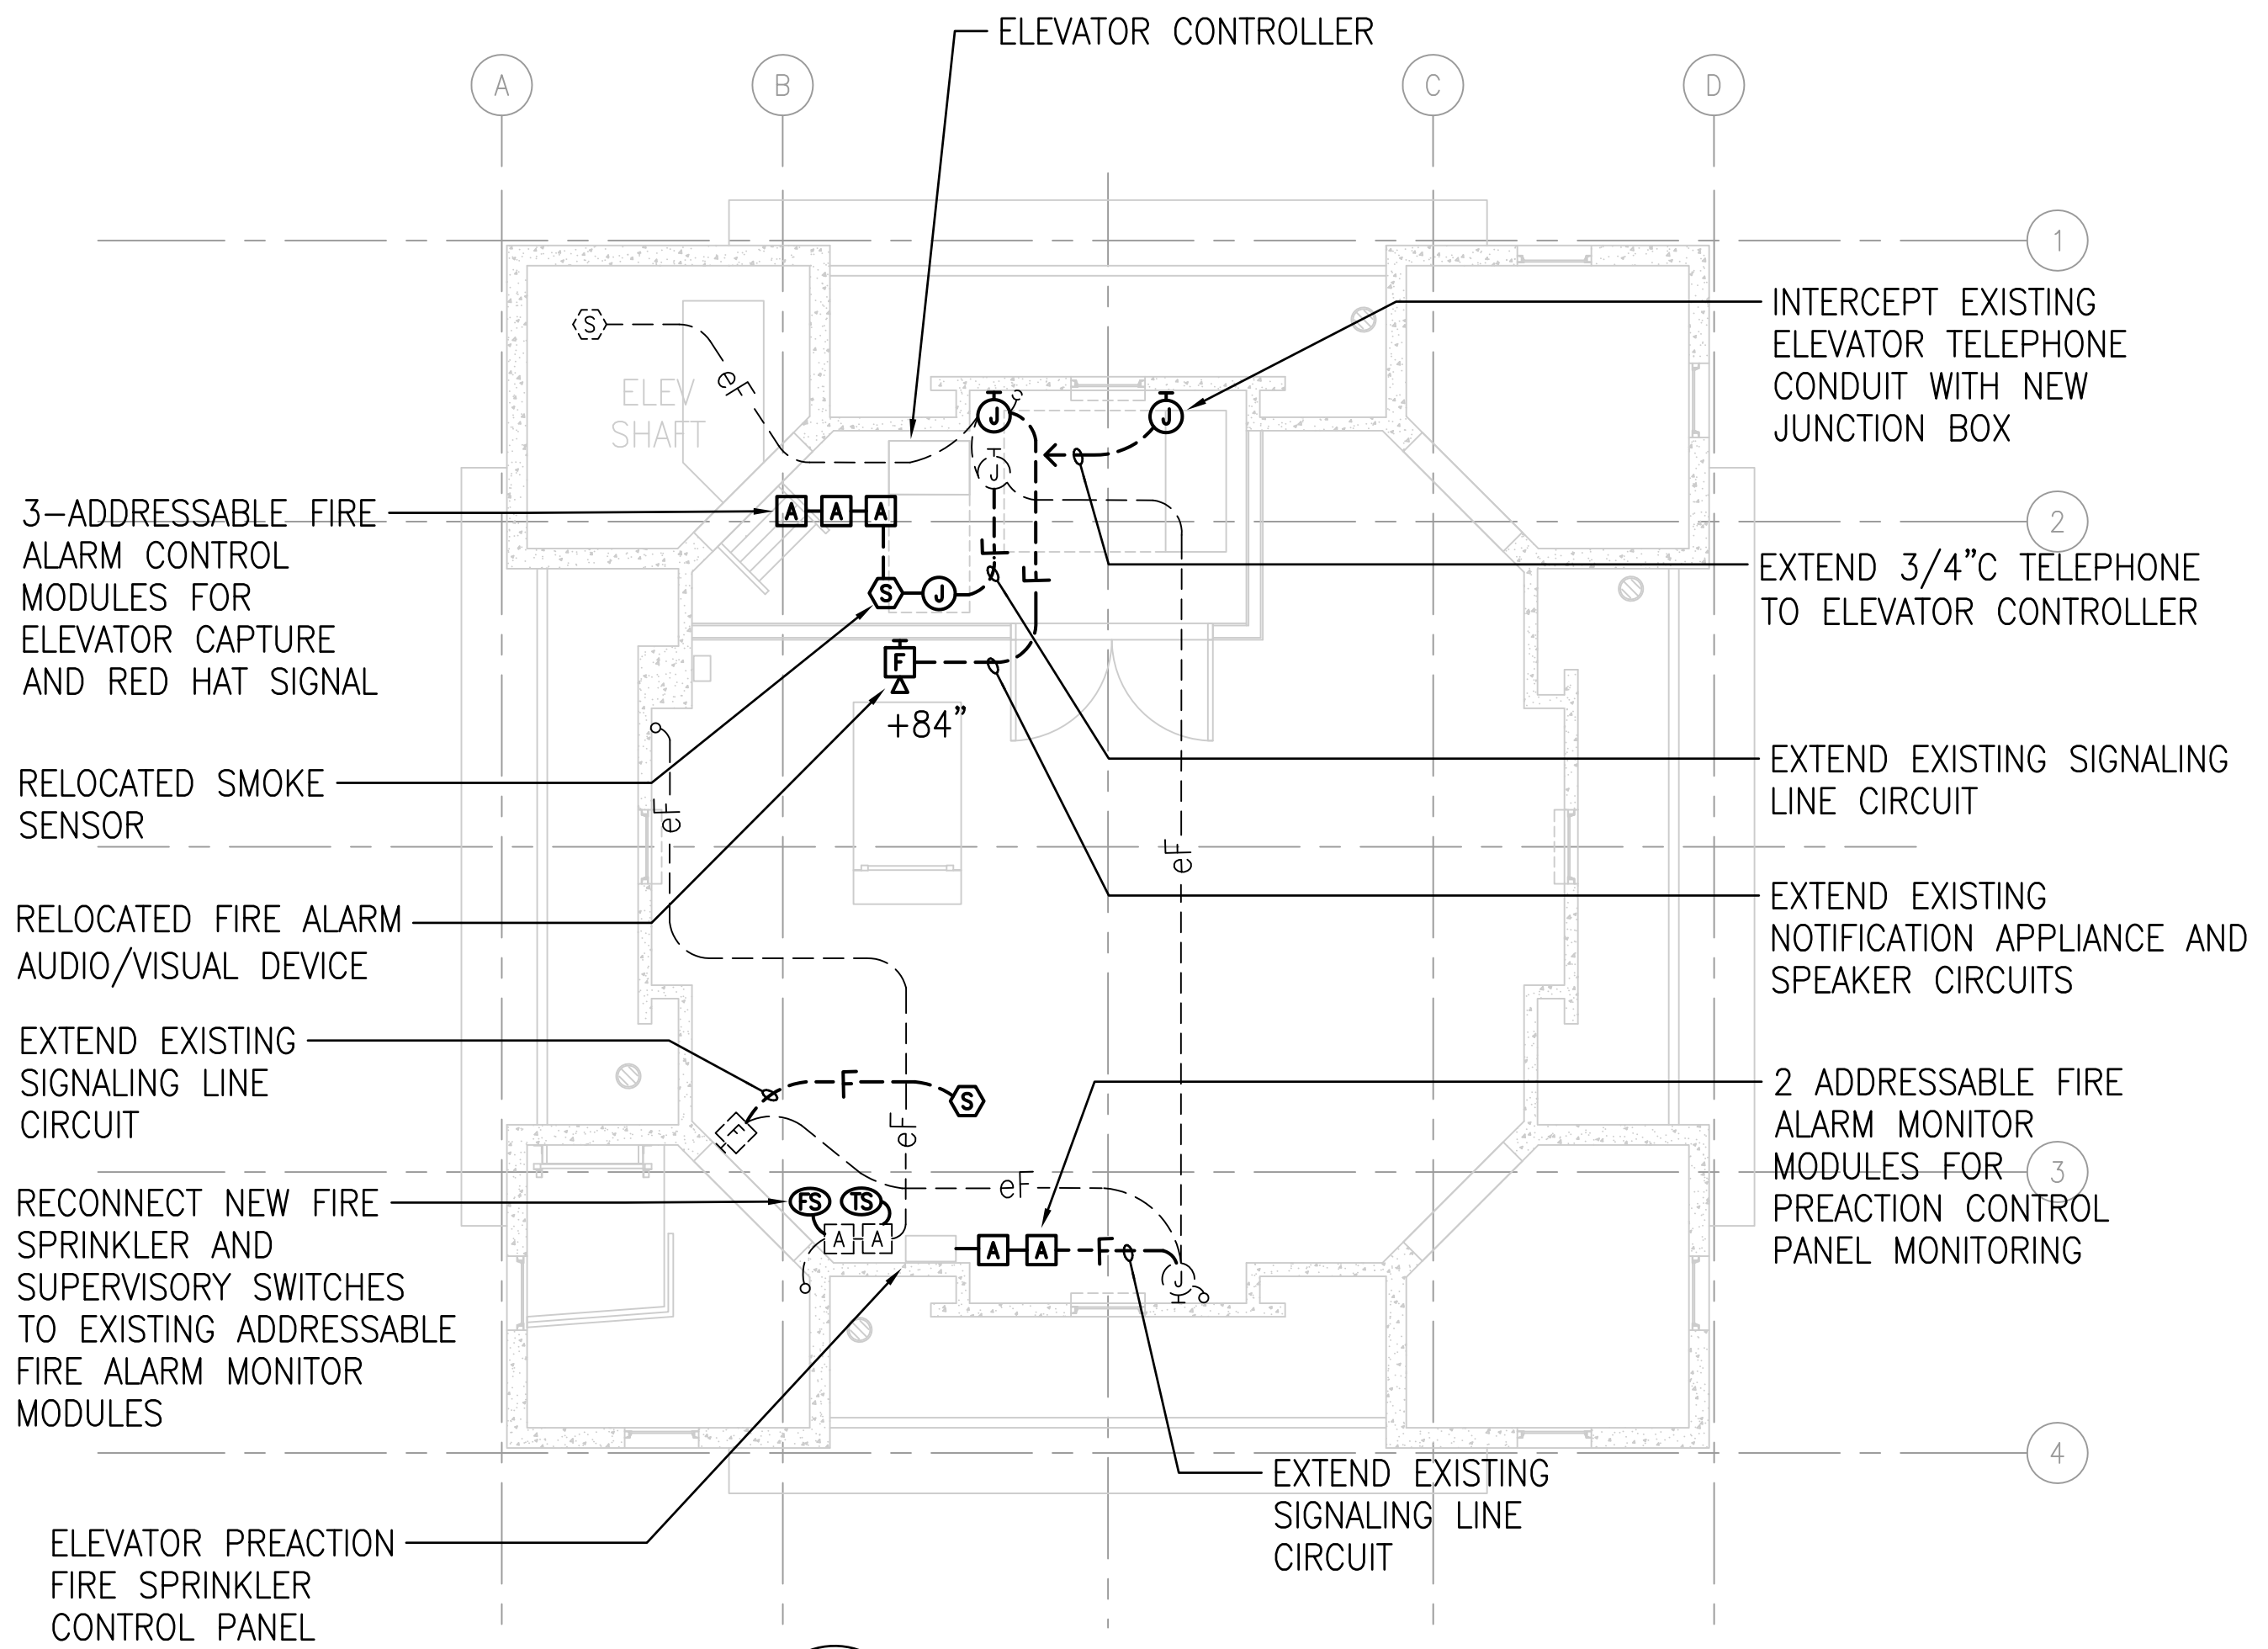 ELEVATOR CONTROLLER
A
B
C
D
1
INTERCEPT EXISTING
ELEVATOR TELEPHONE
CONDUIT WITH NEW
JUNCTION BOX
S
eF
ELEV
SHAFT
J
J
J
3-ADDRESSABLE FIRE
ALARM CONTROL
MODULES FOR
ELEVATOR CAPTURE
AND RED HAT SIGNAL
A A A
2
F
F
EXTEND 3/4"C TELEPHONE
TO ELEVATOR CONTROLLER
S J
F
+84"
RELOCATED SMOKE
SENSOR
EXTEND EXISTING SIGNALING
LINE CIRCUIT
eF
eF
RELOCATED FIRE ALARM
AUDIO/VISUAL DEVICE
EXTEND EXISTING
NOTIFICATION APPLIANCE AND
SPEAKER CIRCUITS
EXTEND EXISTING
SIGNALING LINE
CIRCUIT
F
S
F
eF
2 ADDRESSABLE FIRE
ALARM MONITOR
MODULES FOR
PREACTION CONTROL
PANEL MONITORING
3
eF
RECONNECT NEW FIRE
SPRINKLER AND
SUPERVISORY SWITCHES
TO EXISTING ADDRESSABLE
FIRE ALARM MONITOR
MODULES
FS TS
A A
A A F
J
4
EXTEND EXISTING
SIGNALING LINE
CIRCUIT
ELEVATOR PREACTION
FIRE SPRINKLER
CONTROL PANEL